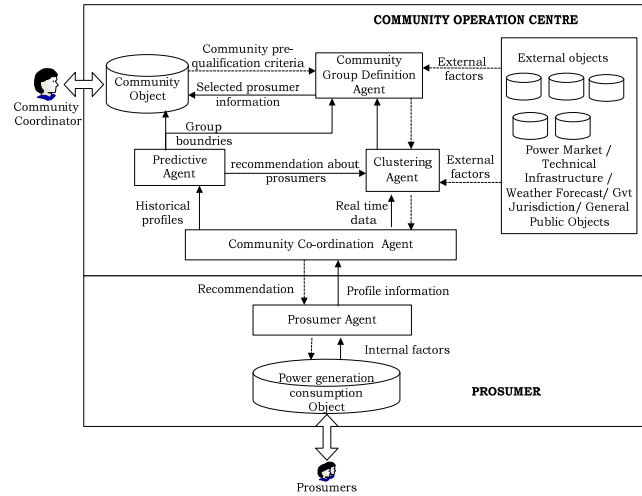 COMMUNITY OPERATION CENTRE
Community pre-
qualification criteria
Community
Group Definition
Agent
External
factors
External objects
Community
Object
Selected prosumer
information
Community
Coordinator
Group
boundries
Predictive
Agent
recommendation about
prosumers
Clustering
Agent
External
factors
Power Market /
Technical
Infrastructure /
Weather Forecast/ Gvt
Jurisdiction/ General
Public Objects
Historical
profiles
Real time
data
Community Co-ordination Agent
Recommendation
Profile information
Prosumer Agent
Internal factors
Power generation
consumption
Object
PROSUMER
Prosumers